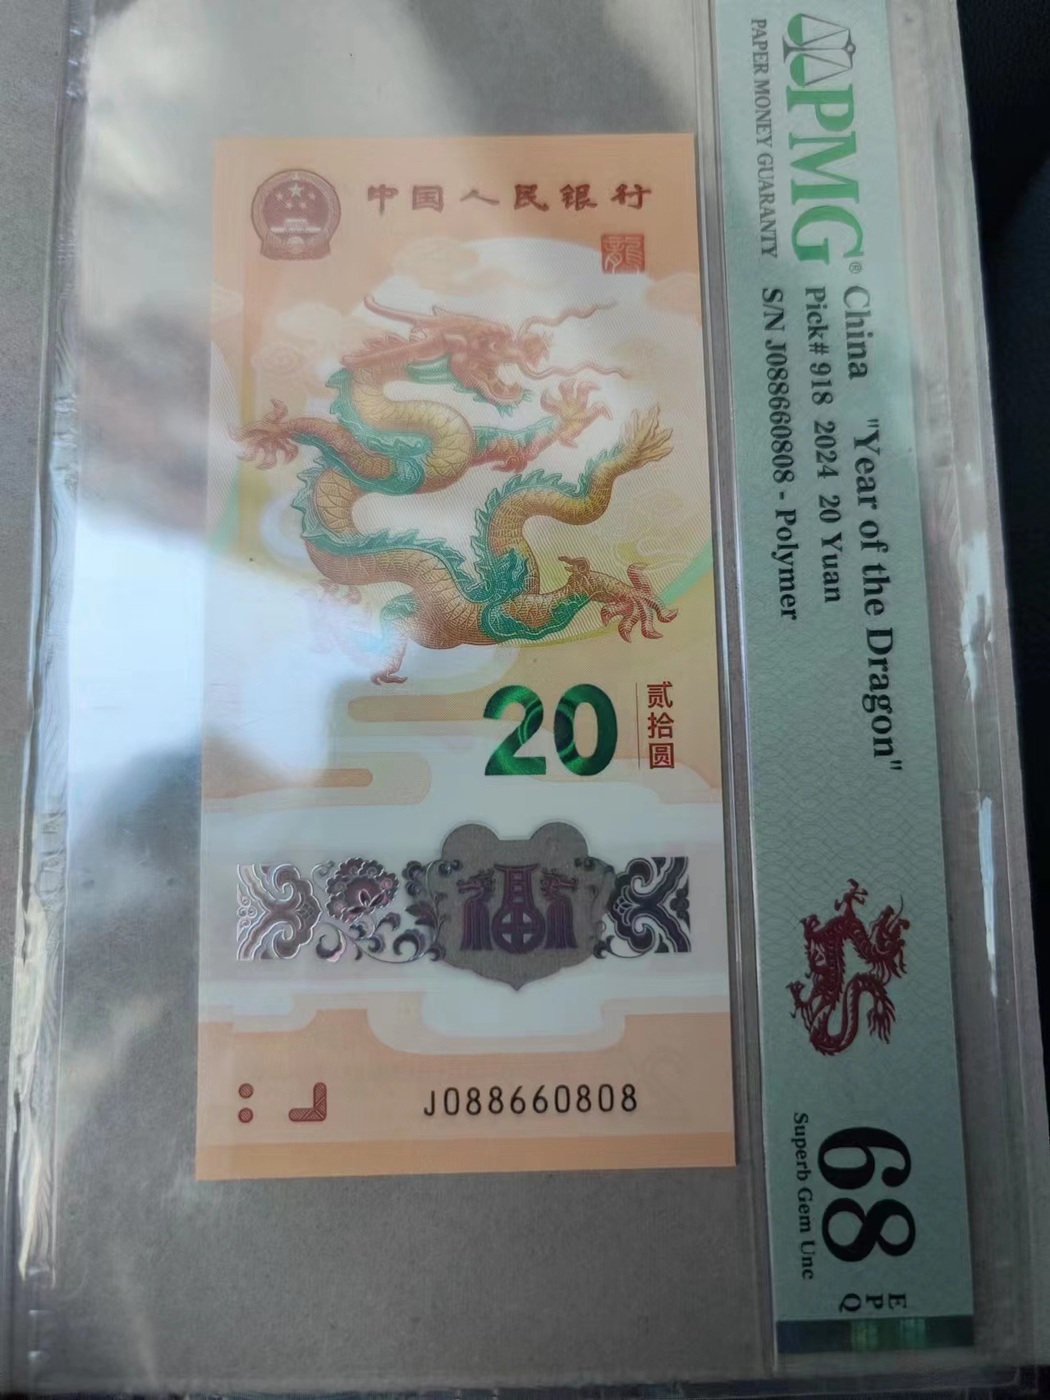 中国人民银行
龍
20
贰拾圆
J088660808
PMG®
PAPER MONEY GUARANTY
China "Year of the Dragon"
Pick# 918 2024 20 Yuan
S/N J088660808 - Polymer
68
Superb Gem Unc
E
P
Q